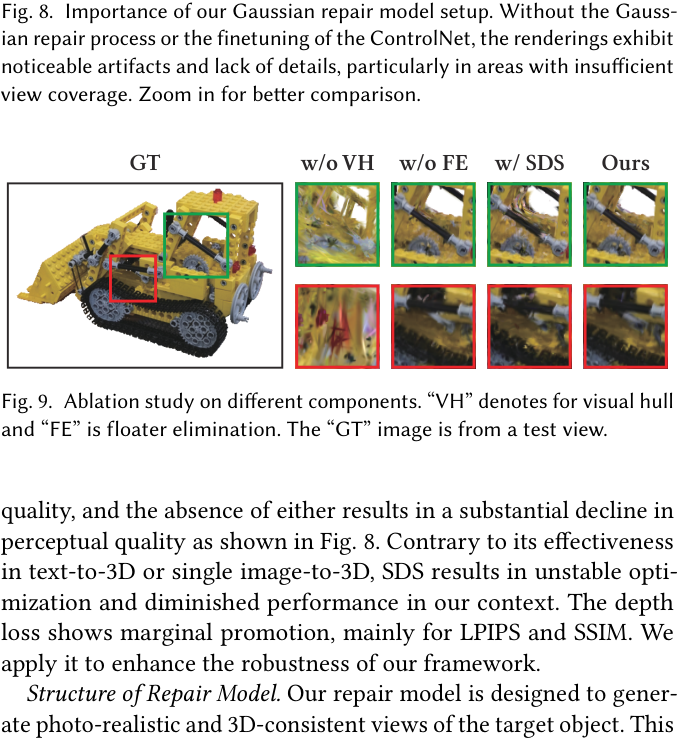 Fig. 8. Importance of our Gaussian repair model setup. Without the Gauss-
ian repair process or the finetuning of the ControlNet, the renderings exhibit
noticeable artifacts and lack of details, particularly in areas with insufficient
view coverage. Zoom in for better comparison.
GT w/o VH w/o FE w/ SDS Ours
Fig. 9. Ablation study on different components. “VH” denotes for visual hull
and “FE” is floater elimination. The “GT” image is from a test view.
quality, and the absence of either results in a substantial decline in
perceptual quality as shown in Fig. 8. Contrary to its effectiveness
in text-to-3D or single image-to-3D, SDS results in unstable opti-
mization and diminished performance in our context. The depth
loss shows marginal promotion, mainly for LPIPS and SSIM. We
apply it to enhance the robustness of our framework.
Structure of Repair Model. Our repair model is designed to gener-
ate photo-realistic and 3D-consistent views of the target object. This